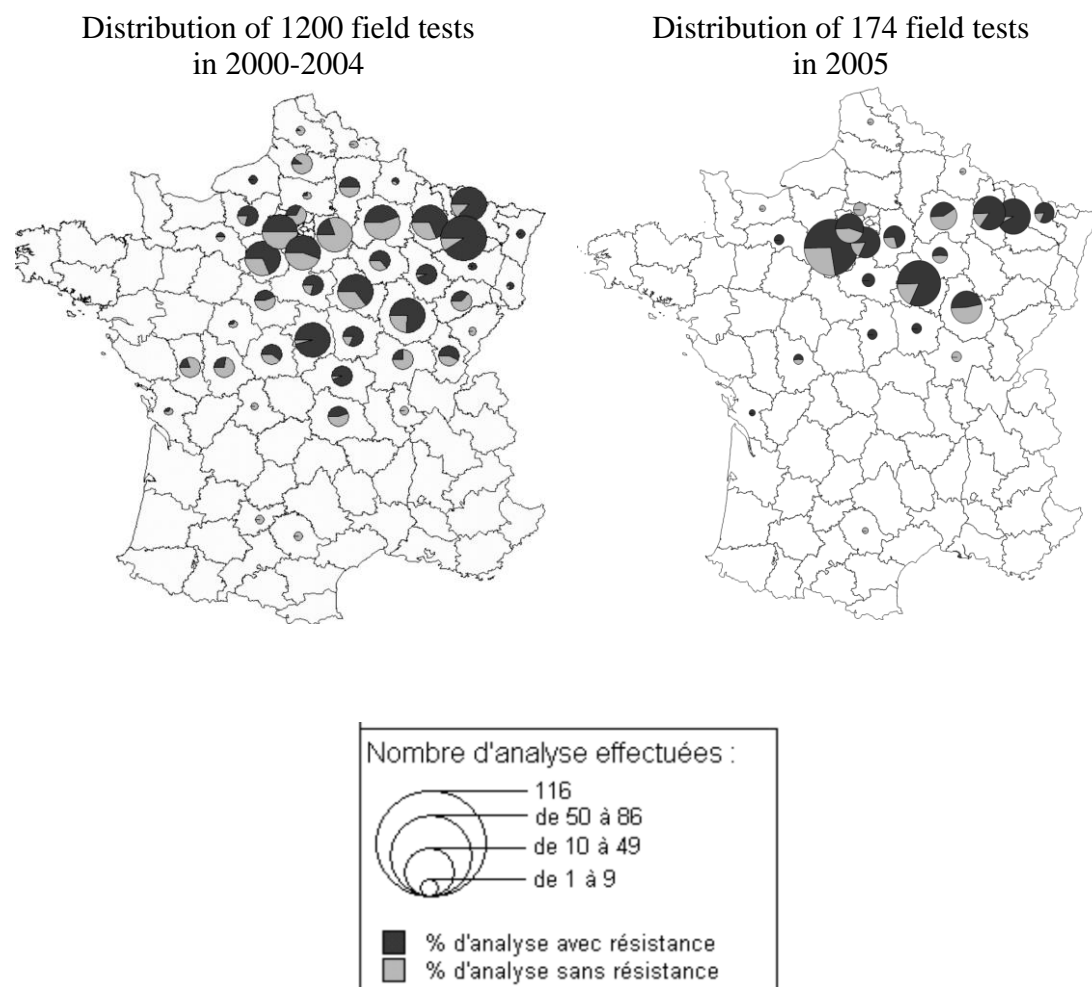 Distribution of 1200 field tests
in 2000-2004
Distribution of 174 field tests
in 2005
Nombre d'analyse effectuées :
116
de 50 à 86
de 10 à 49
de 1 à 9
% d'analyse avec résistance
% d'analyse sans résistance